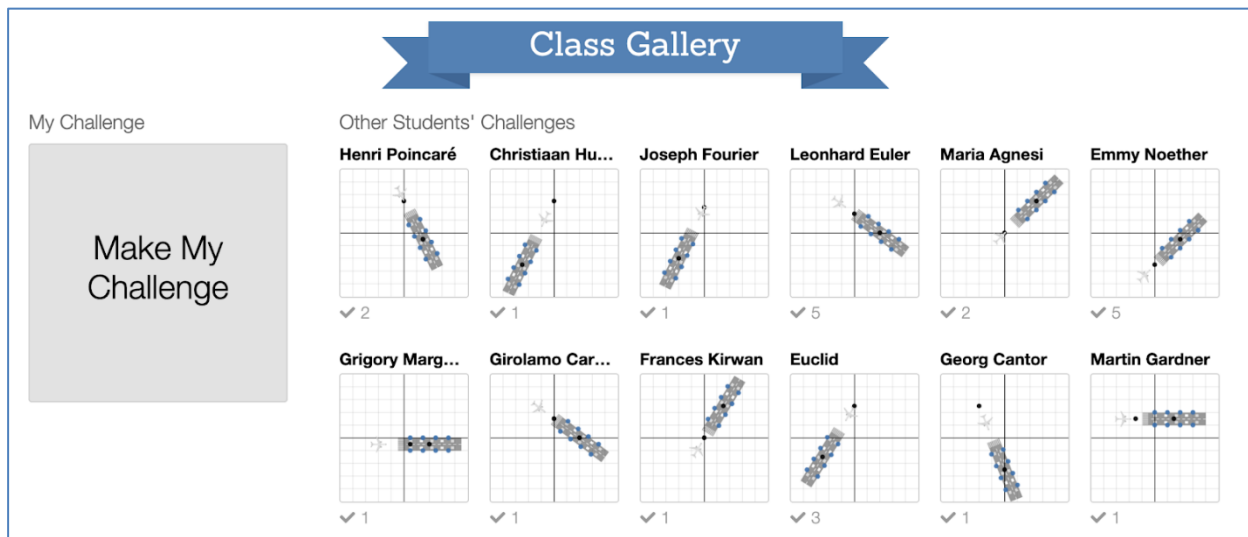 Class Gallery
My Challenge
Other Students' Challenges
Make My
Challenge
Henri Poincaré
Christiaan Hu...
Joseph Fourier
Leonhard Euler
Maria Agnesi
Emmy Noether
2
1
1
5
2
5
Grigory Marg...
Girolamo Car...
Frances Kirwan
Euclid
Georg Cantor
Martin Gardner
1
1
1
3
1
1